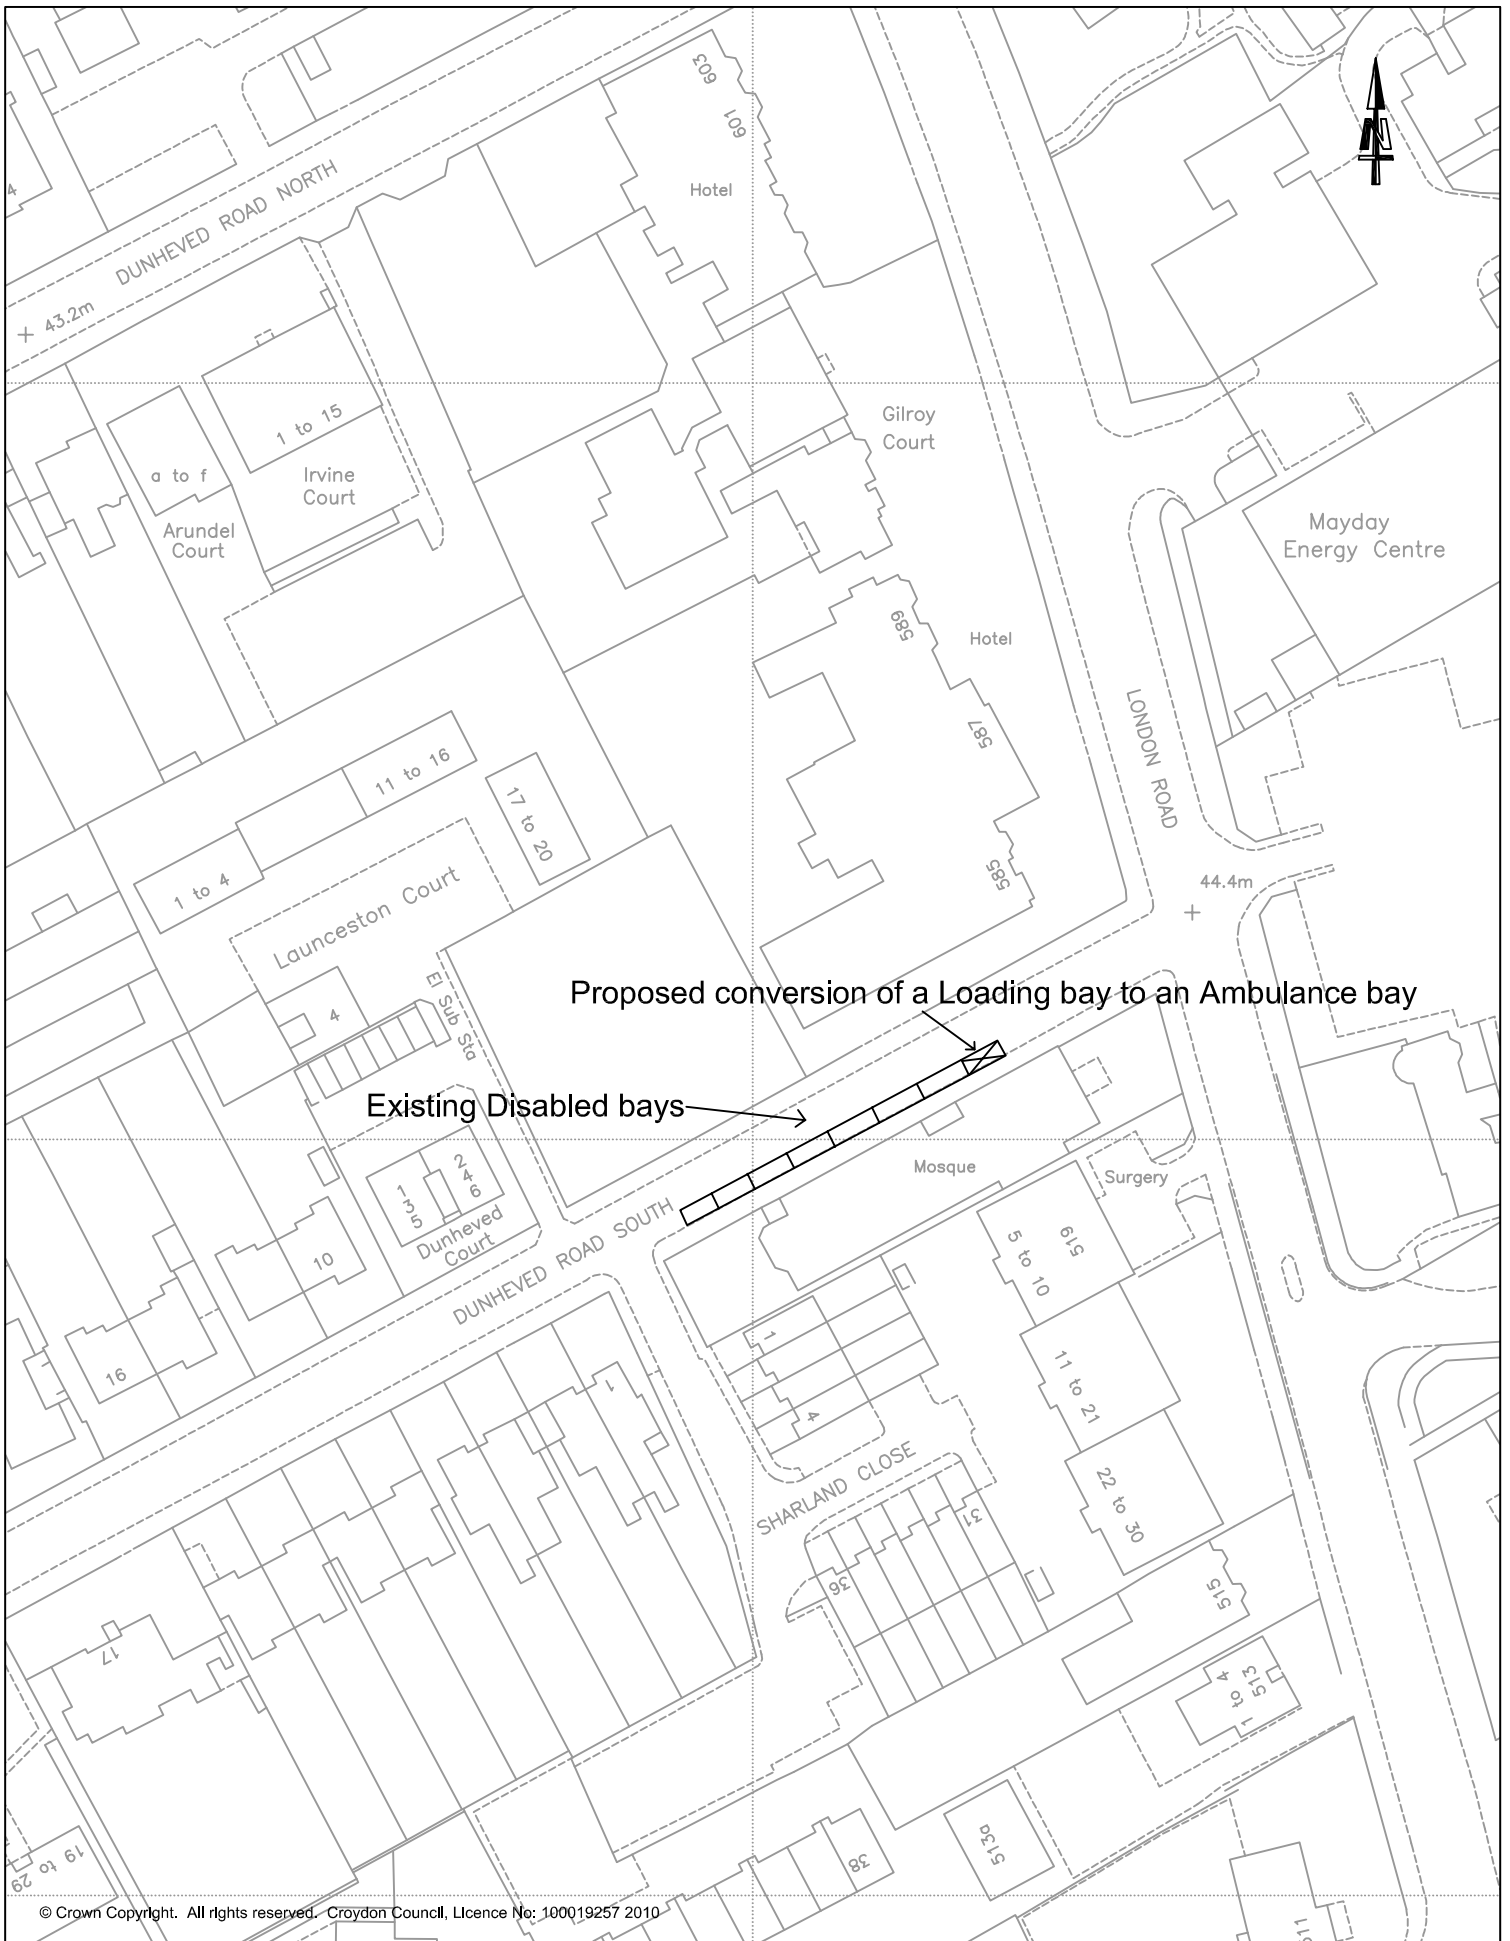 603
601
Hotel
N
4
DUNHEVED ROAD NORTH
43.2m
1 to 15
Gilroy
Court
a to f
Irvine
Court
Arundel
Court
Mayday
Energy Centre
589
Hotel
587
LONDON ROAD
11 to 16
17 to 20
1 to 4
585
44.4m
Launceston Court
El Sub Sta
4
Proposed conversion of a Loading bay to an Ambulance bay
Existing Disabled bays
Mosque
Surgery
1
3
5
2
4
6
Dunheved
Court
10
DUNHEVED ROAD SOUTH
519
5 to 10
16
1
1
4
11 to 21
SHARLAND CLOSE
22 to 30
31
36
515
17
1 to 4
513
513a
38
19 to 29
511
© Crown Copyright. All rights reserved. Croydon Council, Licence No: 100019257 2010